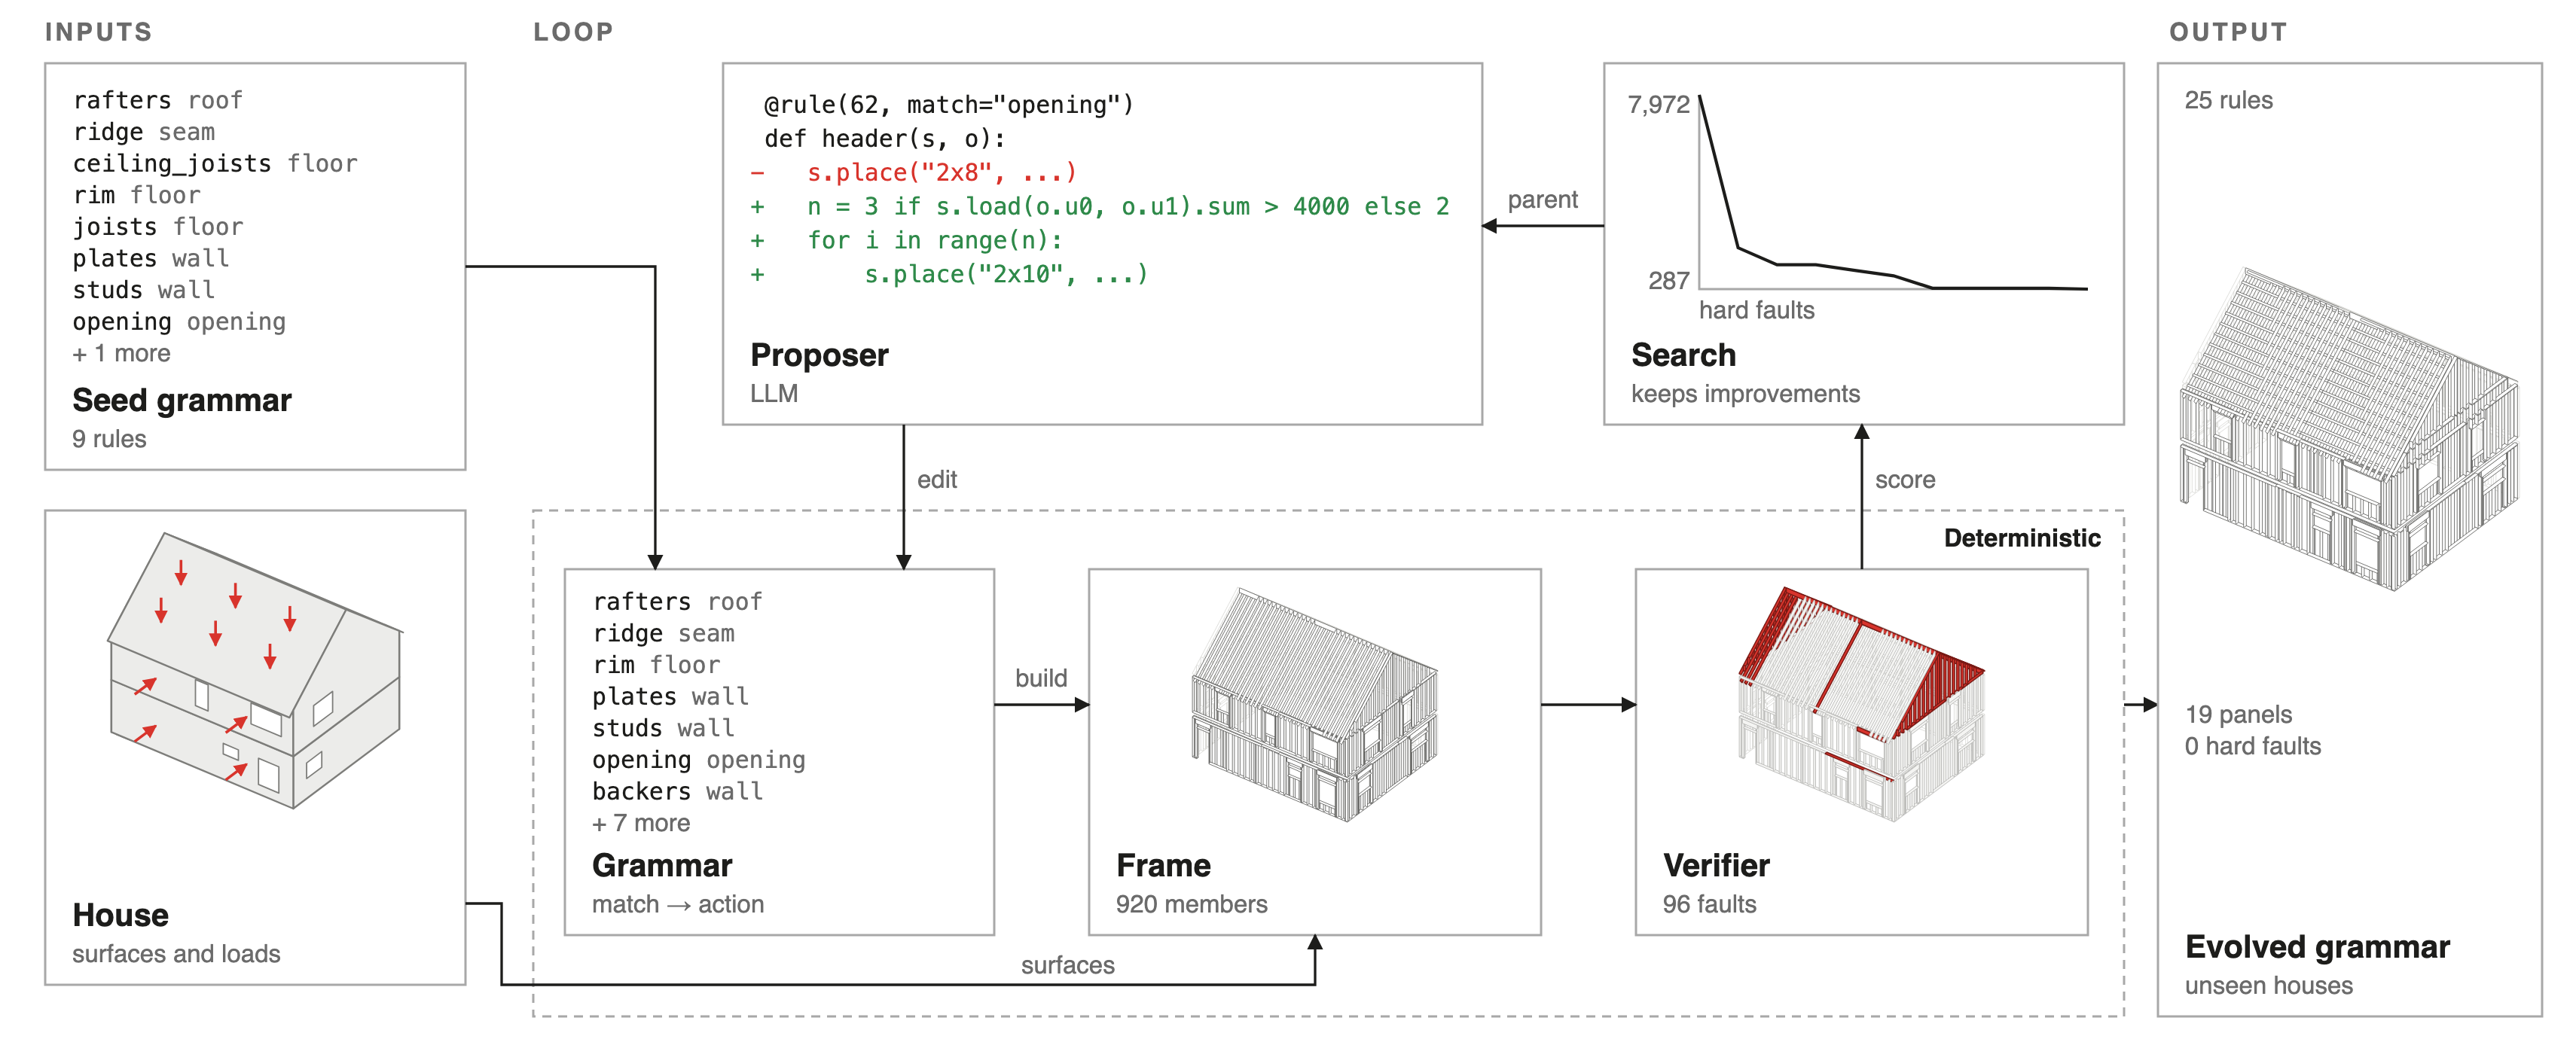 INPUTS
rafters roof
ridge seam
ceiling_joists floor
rim floor
joists floor
plates wall
studs wall
opening opening
+ 1 more
Seed grammar
9 rules
House
surfaces and loads
LOOP
@rule(62, match="opening")
def header(s, o):
-   s.place("2x8", ...)
+   n = 3 if s.load(o.u0, o.u1).sum > 4000 else 2
+   for i in range(n):
+       s.place("2x10", ...)
Proposer
LLM
parent
7,972
287
hard faults
Search
keeps improvements
edit
score
Deterministic
rafters roof
ridge seam
rim floor
plates wall
studs wall
opening opening
backers wall
+ 7 more
Grammar
match → action
build
Frame
920 members
Verifier
96 faults
surfaces
OUTPUT
25 rules
19 panels
0 hard faults
Evolved grammar
unseen houses